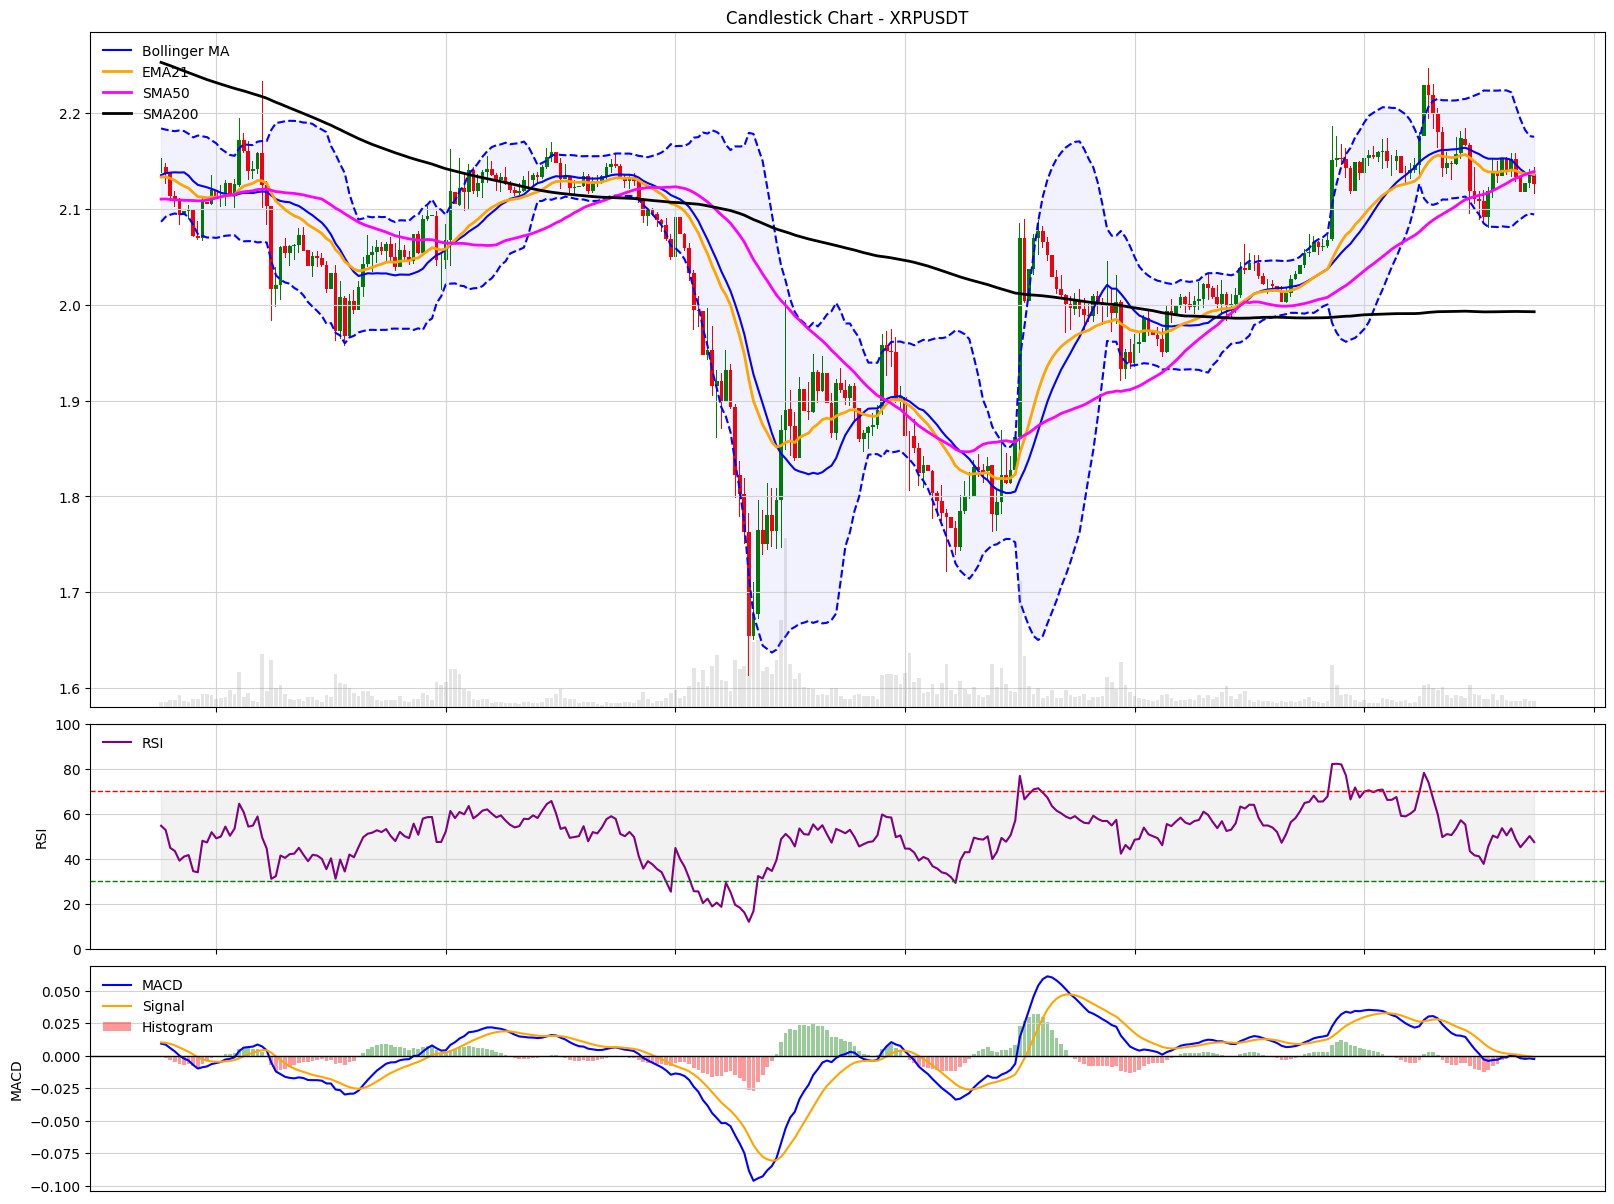 Candlestick Chart - XRPUSDT
Bollinger MA
EMA21
SMA50
SMA200
2.2
2.1
2.0
1.9
1.8
1.7
1.6
100
80
60
40
20
0
RSI
RSI
0.050
0.025
0.000
−0.025
−0.050
−0.075
−0.100
MACD
MACD
Signal
Histogram